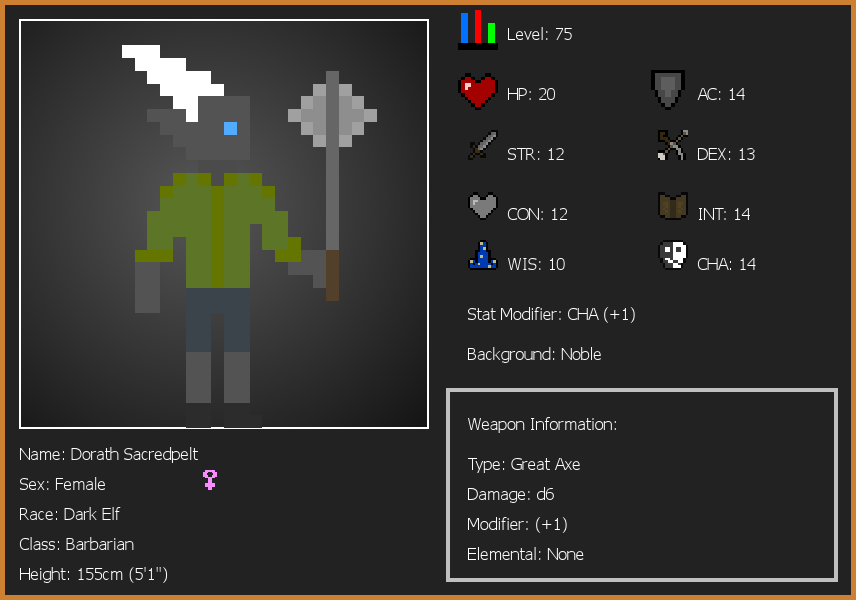 Level: 75
HP: 20
AC: 14
STR: 12
DEX: 13
CON: 12
INT: 14
WIS: 10
CHA: 14
Stat Modifier: CHA (+1)
Background: Noble
Weapon Information:
Type: Great Axe
Damage: d6
Modifier: (+1)
Elemental: None
Name: Dorath Sacredpelt
Sex: Female
Race: Dark Elf
Class: Barbarian
Height: 155cm (5'1")